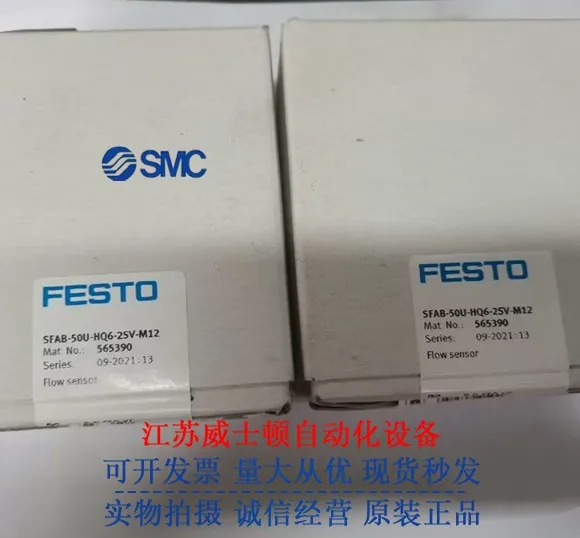 SMC
FESTO
SFAB-50U-HQ6-2SV-M12
Mat. No.: 565390
Series: 09-2021:13
Flow sensor
FESTO
SFAB-50U-HQ6-2SV-M12
Mat. No.: 565390
Series: 09-2021:13
Flow sensor
江苏威士顿自动化设备
可开发票 量大从优 现货秒发
实物拍摄 诚信经营 原装正品